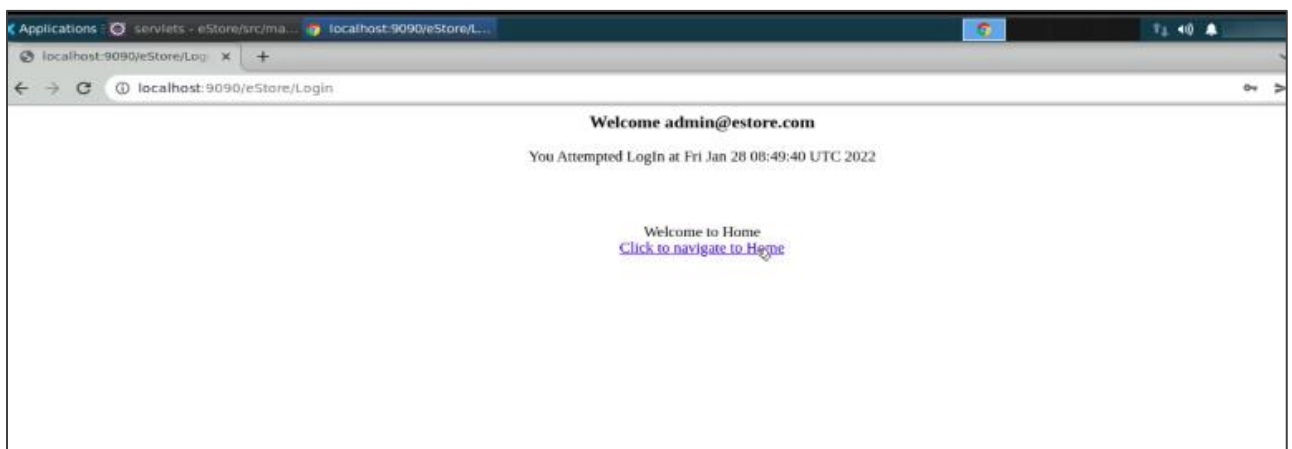 Applications
servlets - eStore/src/ma...
localhost:9090/eStore/L...
localhost:9090/eStore/Log
localhost:9090/eStore/Login
Welcome admin@estore.com
You Attempted LogIn at Fri Jan 28 08:49:40 UTC 2022
Welcome to Home
Click to navigate to Home